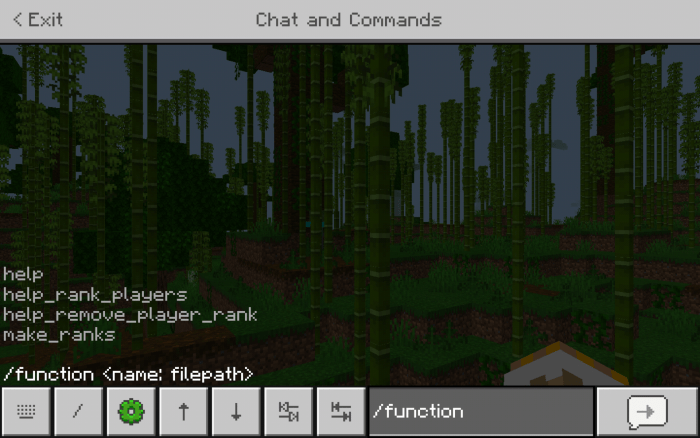 < Exit
Chat and Commands
help
help_rank_players
help_remove_player_rank
make_ranks
/function <name: filepath>
/
/function